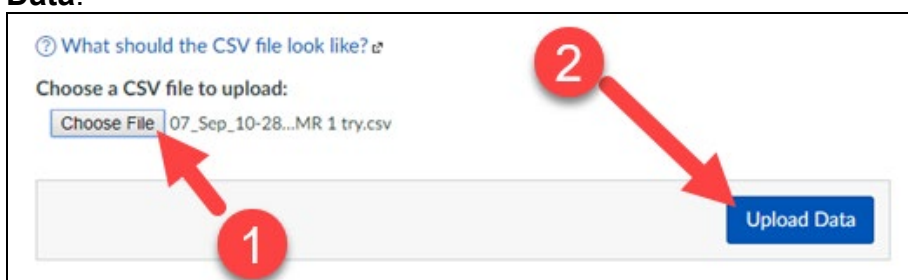 Data:
What should the CSV file look like?
2
Choose a CSV file to upload:
Choose File 07_Sep_10-28...MR 1 try.csv
Upload Data
1